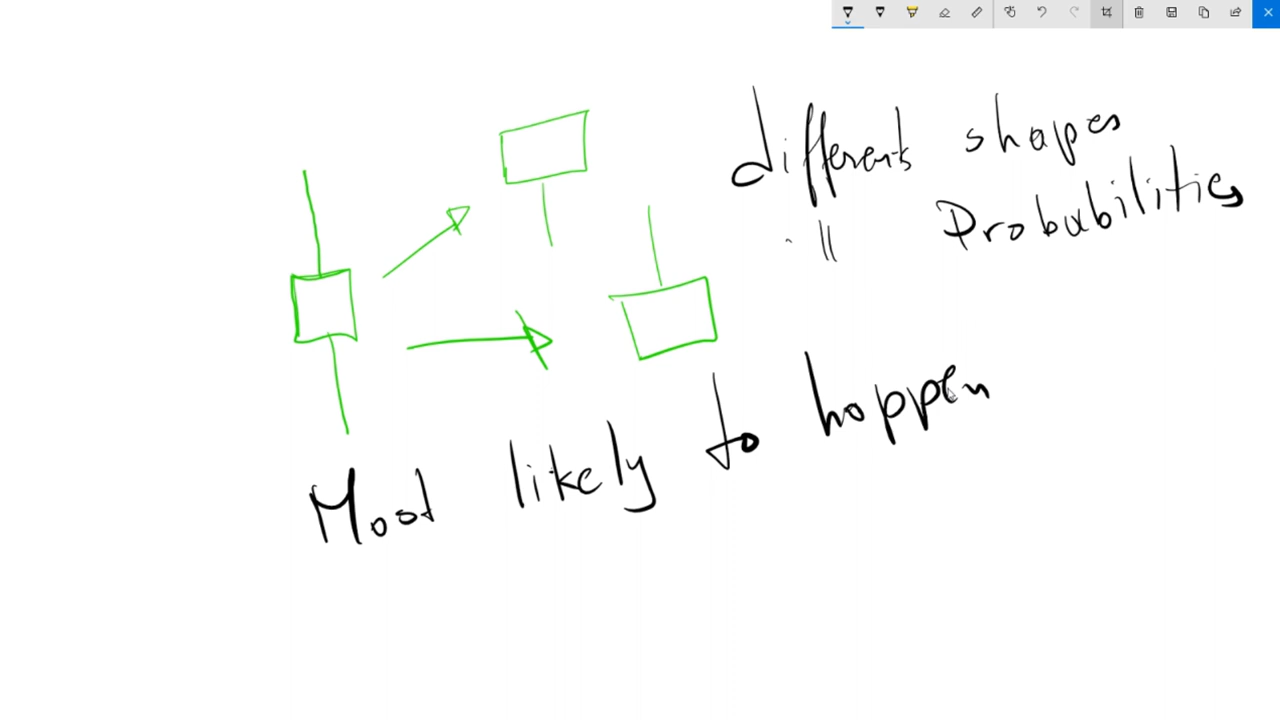 different shapes
. || Probabilities
Most likely to happen